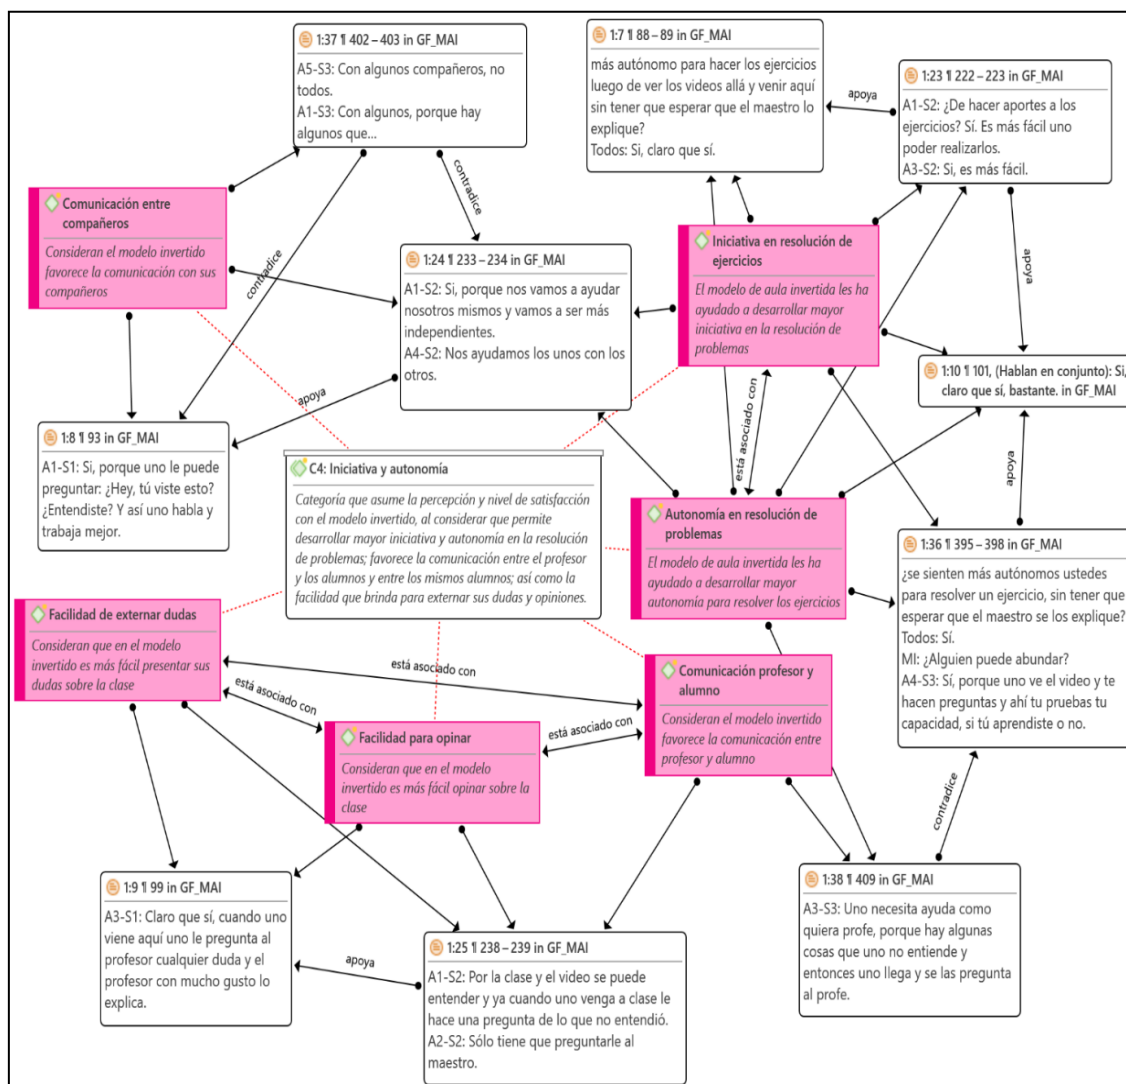 1:37 ¶ 402 – 403 in GF_MAI
A5-S3: Con algunos compañeros, no
todos.
A1-S3: Con algunos, porque hay
algunos que...
1:7 ¶ 88 – 89 in GF_MAI
más autónomo para hacer los ejercicios
luego de ver los videos allá y venir aquí
sin tener que esperar que el maestro lo
explique?
Todos: Si, claro que sí.
apoya
1:23 ¶ 222 – 223 in GF_MAI
A1-S2: ¿De hacer aportes a los
ejercicios? Sí. Es más fácil uno
poder realizarlos.
A3-S2: Si, es más fácil.
contradice
contradice
apoya
Comunicación entre
compañeros
Consideran el modelo invertido
favorece la comunicación con sus
compañeros
1:24 ¶ 233 – 234 in GF_MAI
A1-S2: Si, porque nos vamos a ayudar
nosotros mismos y vamos a ser más
independientes.
A4-S2: Nos ayudamos los unos con los
otros.
Iniciativa en resolución de
ejercicios
El modelo de aula invertida les ha
ayudado a desarrollar mayor
iniciativa en la resolución de
problemas
1:10 ¶ 101, (Hablan en conjunto): Si,
claro que sí, bastante. in GF_MAI
apoya
está asociado con
apoya
1:8 ¶ 93 in GF_MAI
A1-S1: Si, porque uno le puede
preguntar: ¿Hey, tú viste esto?
¿Entendiste? Y así uno habla y
trabaja mejor.
C4: Iniciativa y autonomía
Categoría que asume la percepción y nivel de satisfacción
con el modelo invertido, al considerar que permite
desarrollar mayor iniciativa y autonomía en la resolución
de problemas; favorece la comunicación entre el profesor
y los alumnos y entre los mismos alumnos; así como la
facilidad que brinda para externar sus dudas y opiniones.
Autonomía en resolución de
problemas
El modelo de aula invertida les ha
ayudado a desarrollar mayor
autonomía para resolver los ejercicios
1:36 ¶ 395 – 398 in GF_MAI
¿se sienten más autónomos ustedes
para resolver un ejercicio, sin tener que
esperar que el maestro se los explique?
Todos: Sí.
MI: ¿Alguien puede abundar?
A4-S3: Sí, porque uno ve el video y te
hacen preguntas y ahí tu pruebas tu
capacidad, si tú aprendiste o no.
Facilidad de externar dudas
Consideran que en el modelo
invertido es más fácil presentar sus
dudas sobre la clase
está asociado con
está asociado con
está asociado con
Comunicación profesor y
alumno
Consideran el modelo invertido
favorece la comunicación entre
profesor y alumno
Facilidad para opinar
Consideran que en el modelo
invertido es más fácil opinar sobre la
clase
contradice
1:9 ¶ 99 in GF_MAI
A3-S1: Claro que sí, cuando uno
viene aquí uno le pregunta al
profesor cualquier duda y el
profesor con mucho gusto lo
explica.
apoya
1:25 ¶ 238 – 239 in GF_MAI
A1-S2: Por la clase y el video se puede
entender y ya cuando uno venga a clase le
hace una pregunta de lo que no entendió.
A2-S2: Sólo tiene que preguntarle al
maestro.
1:38 ¶ 409 in GF_MAI
A3-S3: Uno necesita ayuda como
quiera profe, porque hay algunas
cosas que uno no entiende y
entonces uno llega y se las pregunta
al profe.